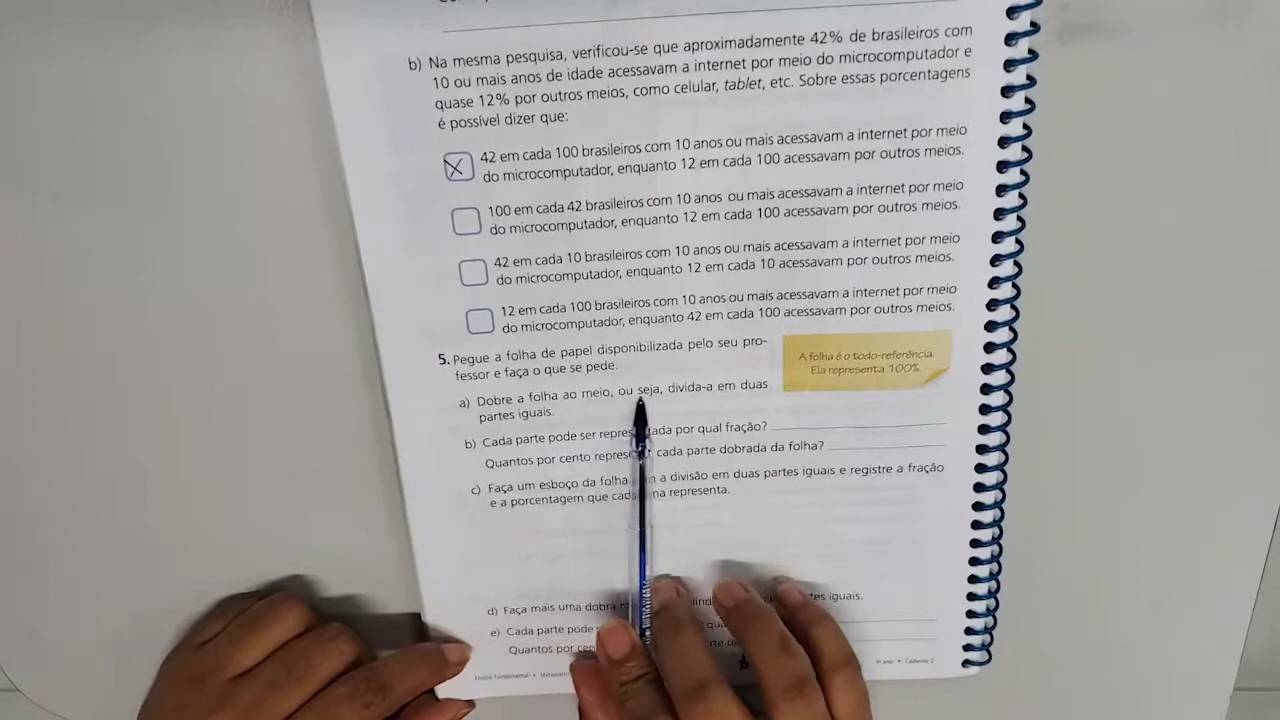 b) Na mesma pesquisa, verificou-se que aproximadamente 42% de brasileiros com
10 ou mais anos de idade acessavam a internet por meio do microcomputador e
quase 12% por outros meios, como celular, tablet, etc. Sobre essas porcentagens
é possível dizer que:
X 42 em cada 100 brasileiros com 10 anos ou mais acessavam a internet por meio
do microcomputador, enquanto 12 em cada 100 acessavam por outros meios.
100 em cada 42 brasileiros com 10 anos ou mais acessavam a internet por meio
do microcomputador, enquanto 12 em cada 100 acessavam por outros meios.
42 em cada 10 brasileiros com 10 anos ou mais acessavam a internet por meio
do microcomputador, enquanto 12 em cada 10 acessavam por outros meios.
12 em cada 100 brasileiros com 10 anos ou mais acessavam a internet por meio
do microcomputador, enquanto 42 em cada 100 acessavam por outros meios.
5. Pegue a folha de papel disponibilizada pelo seu pro-
fessor e faça o que se pede.
A folha é o todo-referência.
Ela representa 100%.
a) Dobre a folha ao meio, ou seja, divida-a em duas
partes iguais.
b) Cada parte pode ser tada por qual fração?
Quantos por cento cada parte dobrada da folha?
c) Faça um esboço da folha a divisão em duas partes iguais e registre a fração
e a porcentagem que representa.
d) Faça mais uma dobra iguais.
e) Cada parte pode
Quantos por
Ensino Fundamental • Matemática
5º ano • Caderno 2